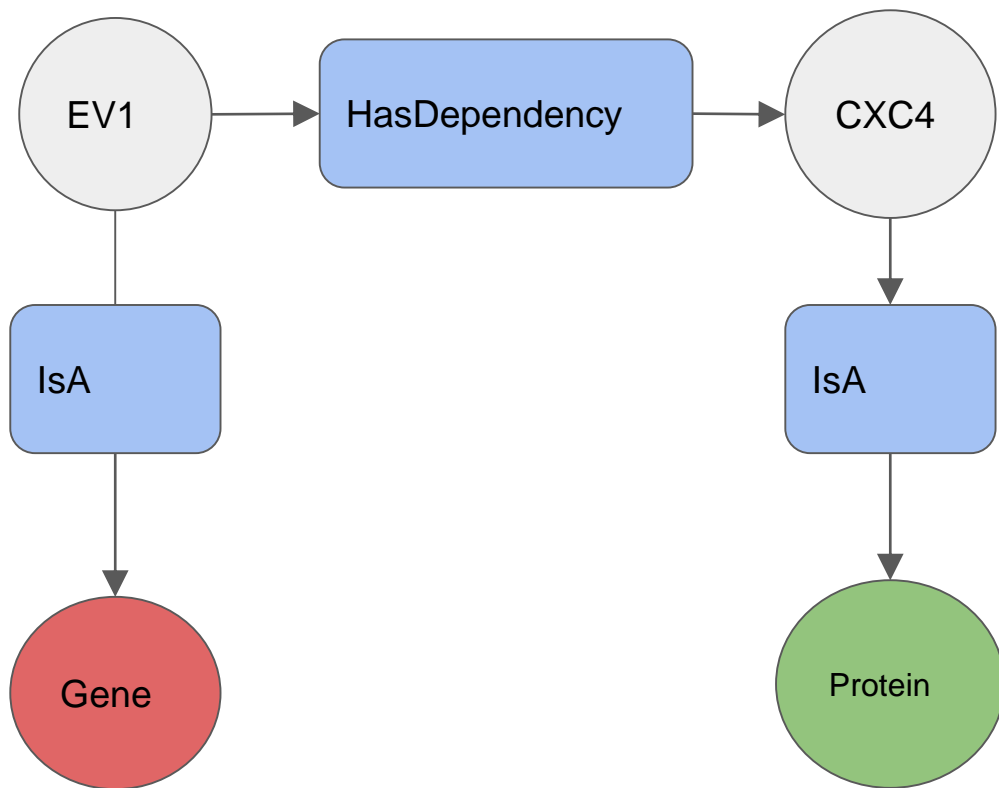 EV1
HasDependency
CXC4
IsA
IsA
Gene
Protein